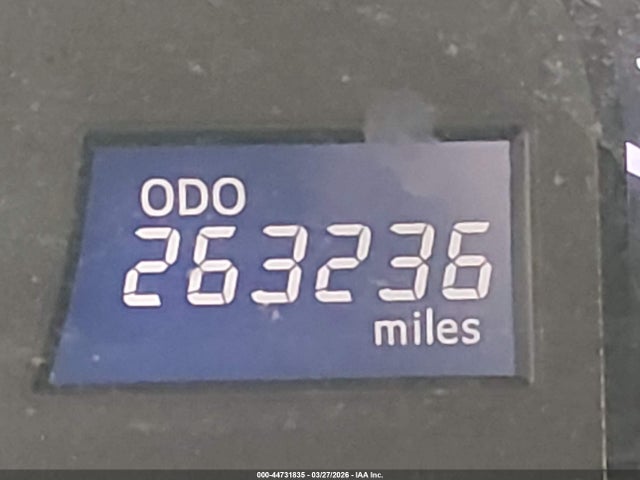 ODO
263236
miles
000-44731835 - 03/27/2026 - IAA Inc.